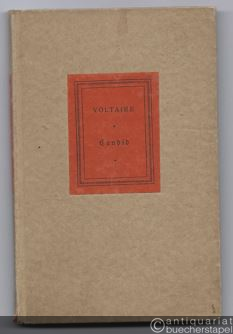 VOLTAIRE
Candid
antiquariat
buecherstapel